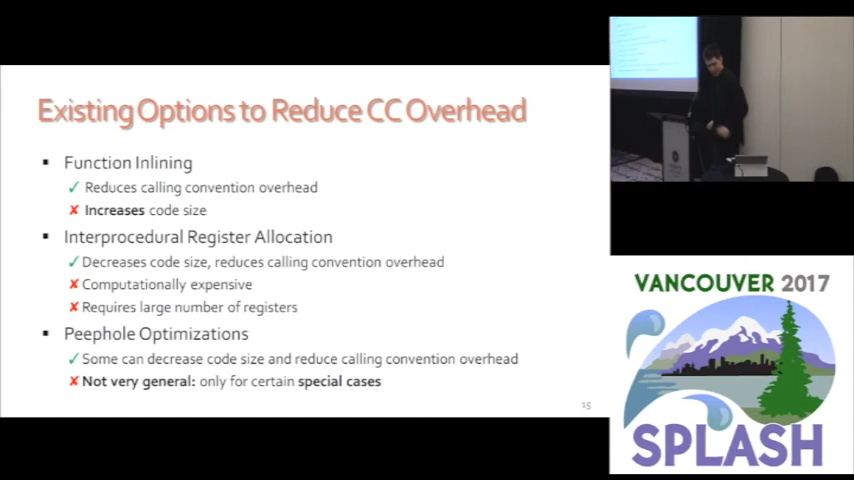 Existing Options to Reduce CC Overhead
▪ Function Inlining
✓ Reduces calling convention overhead
✘ Increases code size
▪ Interprocedural Register Allocation
✓ Decreases code size, reduces calling convention overhead
✘ Computationally expensive
✘ Requires large number of registers
▪ Peephole Optimizations
✓ Some can decrease code size and reduce calling convention overhead
✘ Not very general: only for certain special cases
15
VANCOUVER 2017
SPLASH